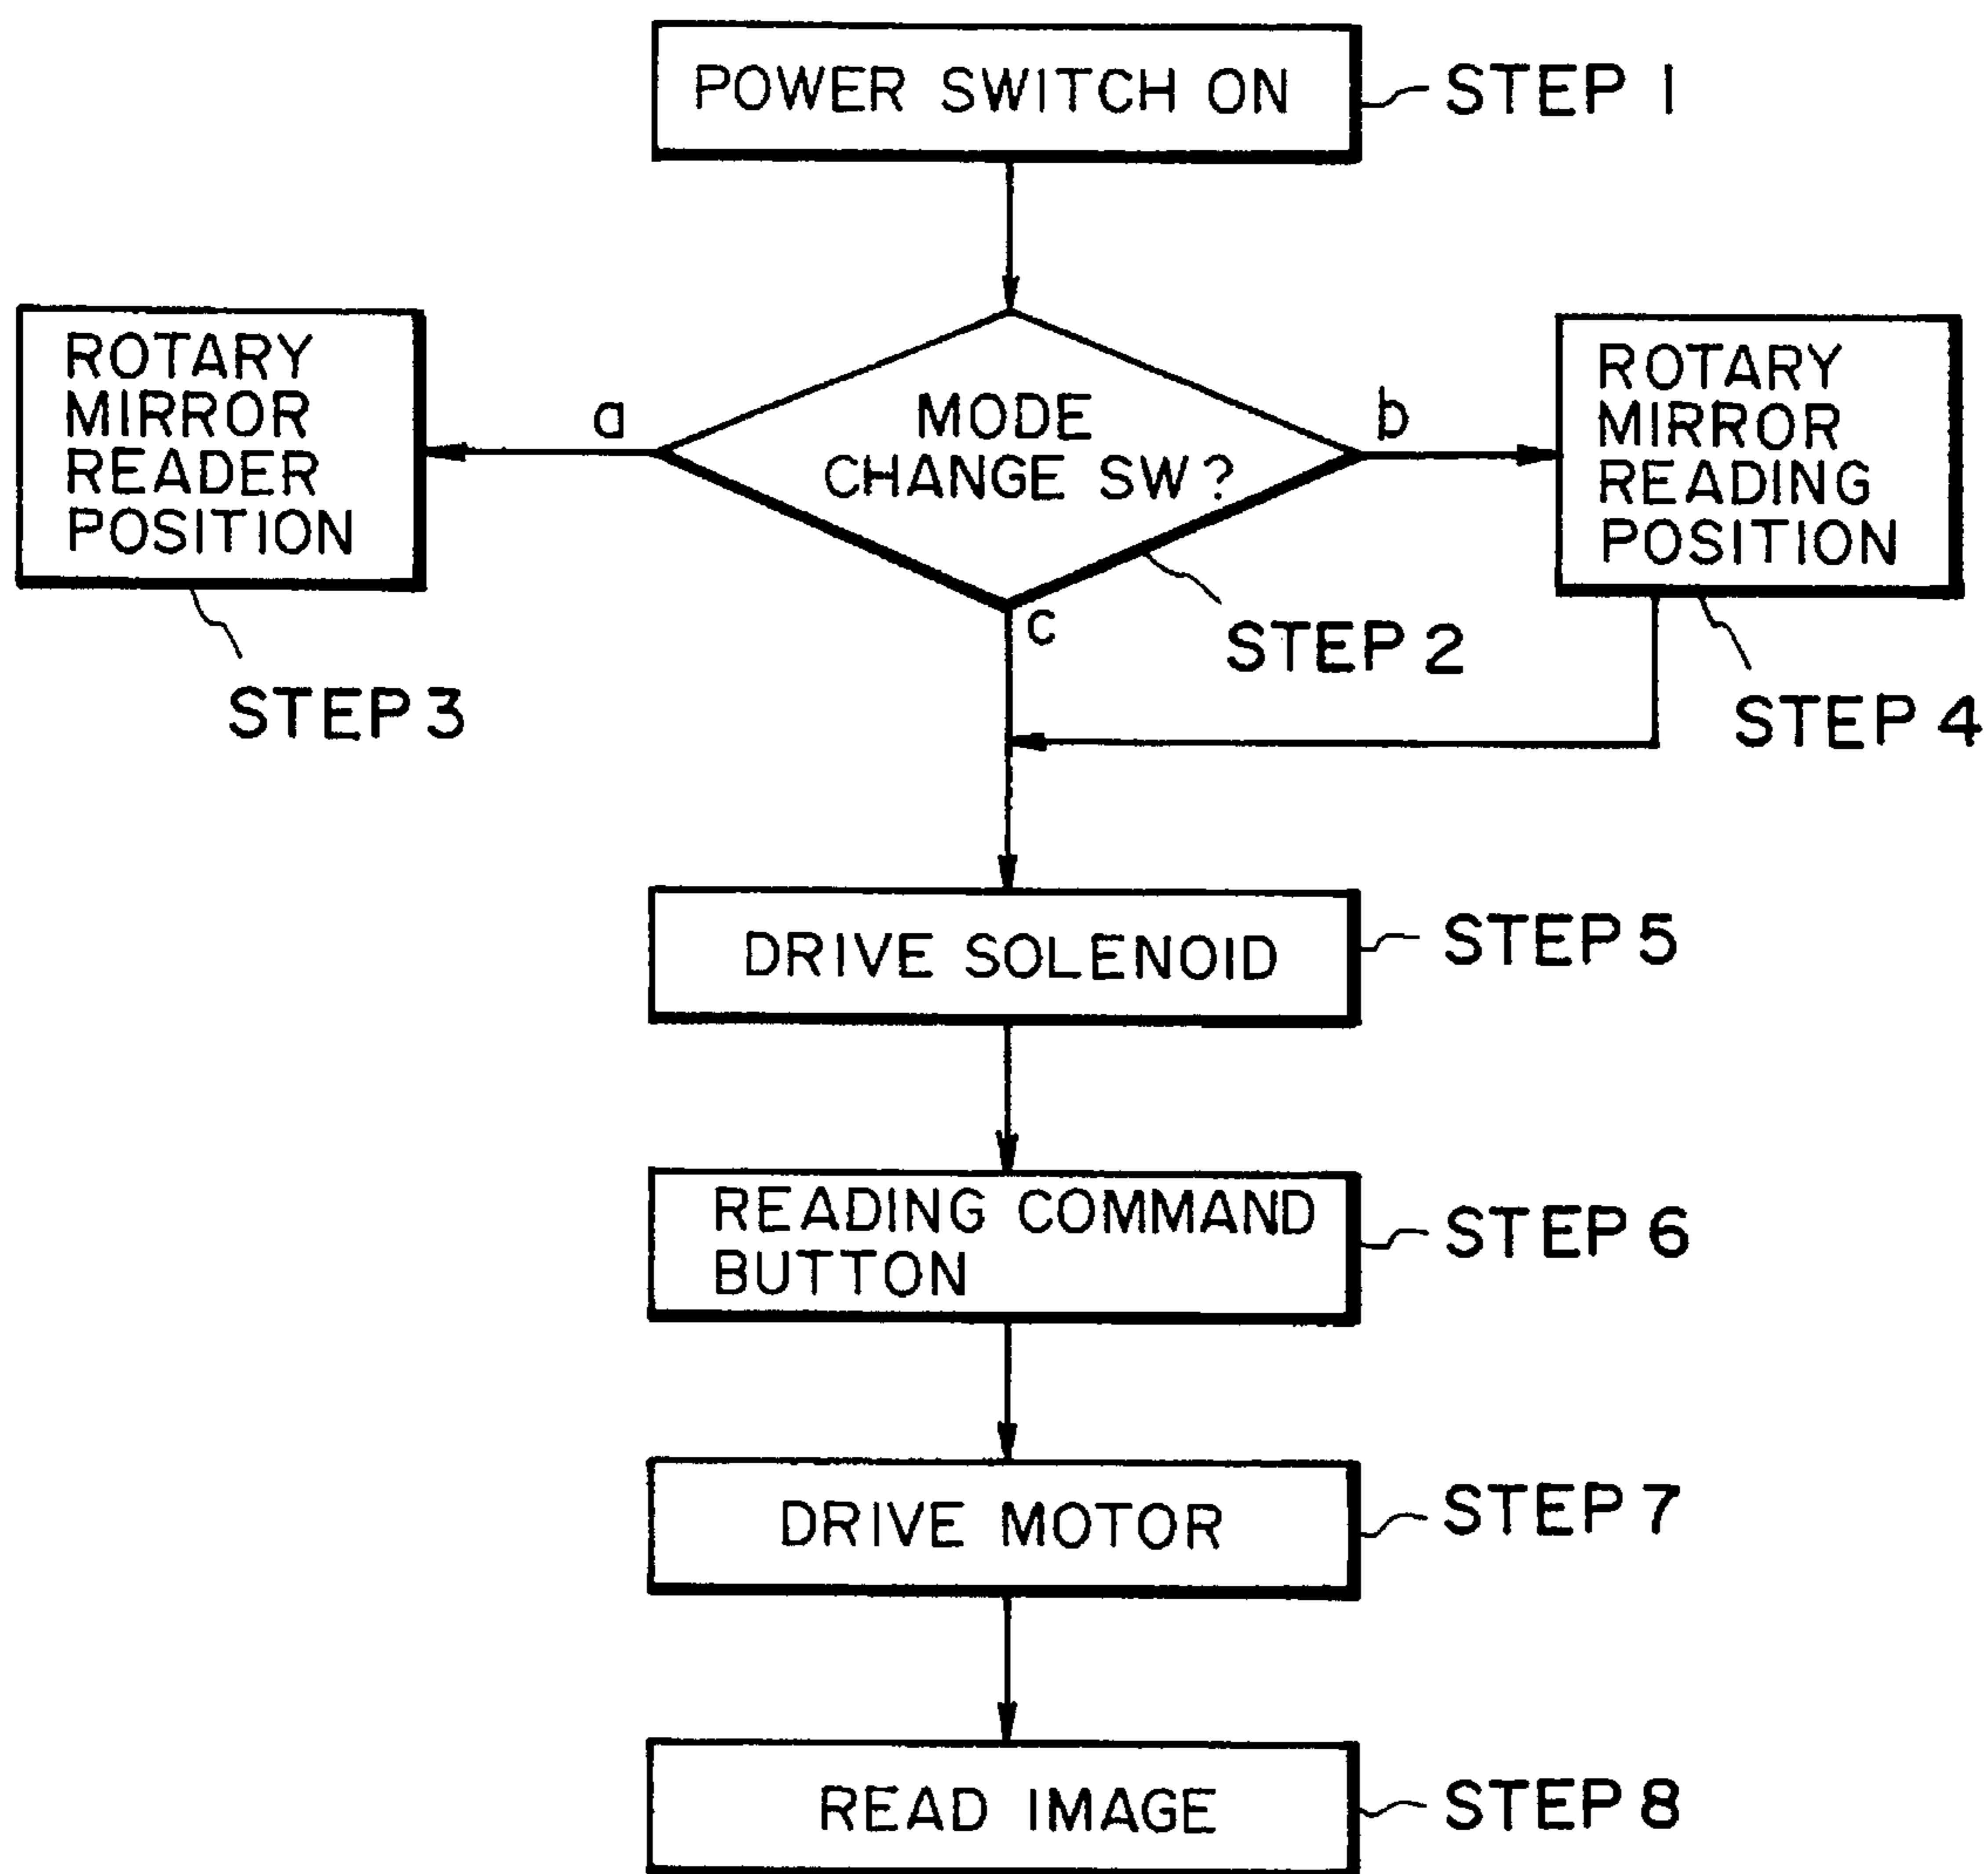 POWER SWITCH ON
STEP 1
ROTARY
MIRROR
READER
POSITION
STEP 3
a
MODE
CHANGE SW?
b
c
STEP 2
ROTARY
MIRROR
READING
POSITION
STEP 4
DRIVE SOLENOID
STEP 5
READING COMMAND
BUTTON
STEP 6
DRIVE MOTOR
STEP 7
READ IMAGE
STEP 8